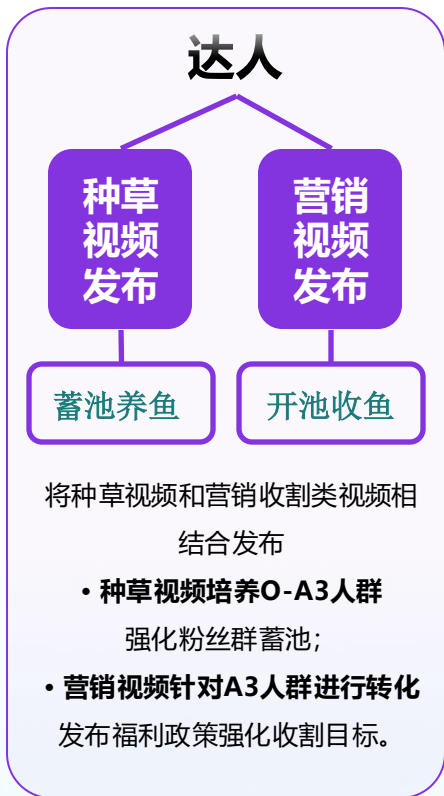 达人
种草
视频
发布
营销
视频
发布
蓄池养鱼
开池收鱼
将种草视频和营销收割类视频相
结合发布
• 种草视频培养O-A3人群
强化粉丝群蓄池；
• 营销视频针对A3人群进行转化
发布福利政策强化收割目标。